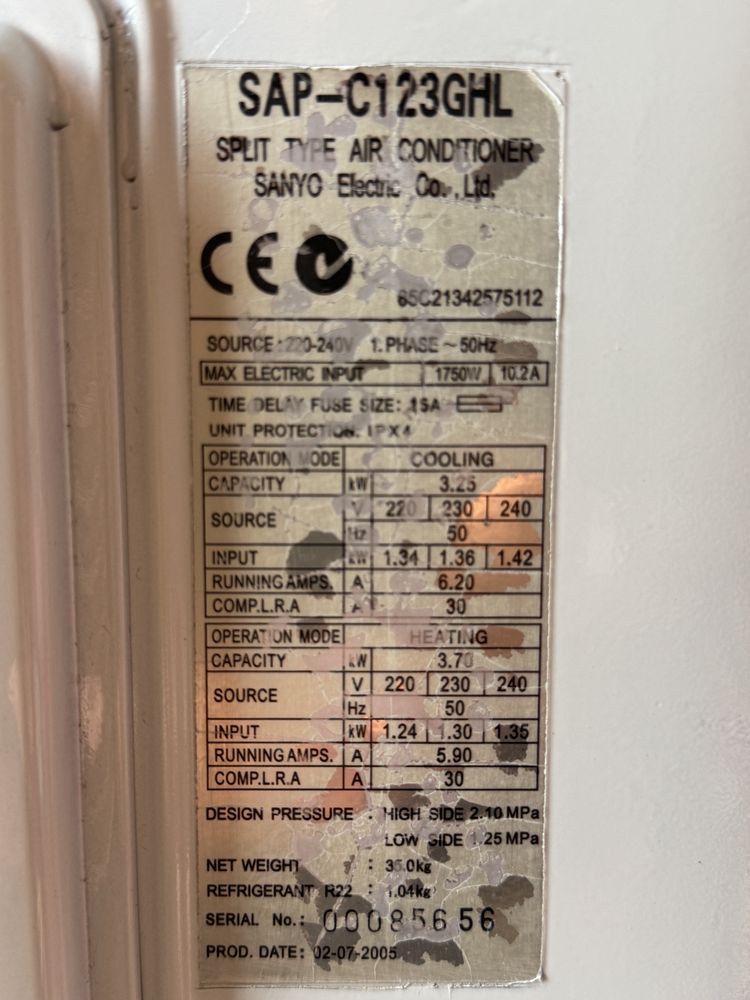 SAP-C123GHL
SPLIT TYPE AIR CONDITIONER
SANYO Electric Co., Ltd.
CE
85C21342575112
SOURCE : 220-240V 1. PHASE ~ 50Hz
MAX ELECTRIC INPUT 1750W 10.2A
TIME DELAY FUSE SIZE: 15A
UNIT PROTECTION. IPX4
OPERATION MODE COOLING
CAPACITY kW 3.25
SOURCE V 220 230 240
Hz 50
INPUT kW 1.34 1.36 1.42
RUNNING AMPS. A 6.20
COMP.L.R.A A 30
OPERATION MODE HEATING
CAPACITY kW 3.70
SOURCE V 220 230 240
Hz 50
INPUT kW 1.24 1.30 1.35
RUNNING AMPS. A 5.90
COMP.L.R.A A 30
DESIGN PRESSURE : HIGH SIDE 2.10 MPa
LOW SIDE 1.25 MPa
NET WEIGHT : 35.0kg
REFRIGERANT R22 : 1.04kg
SERIAL No.: 00085656
PROD. DATE: 02-07-2005